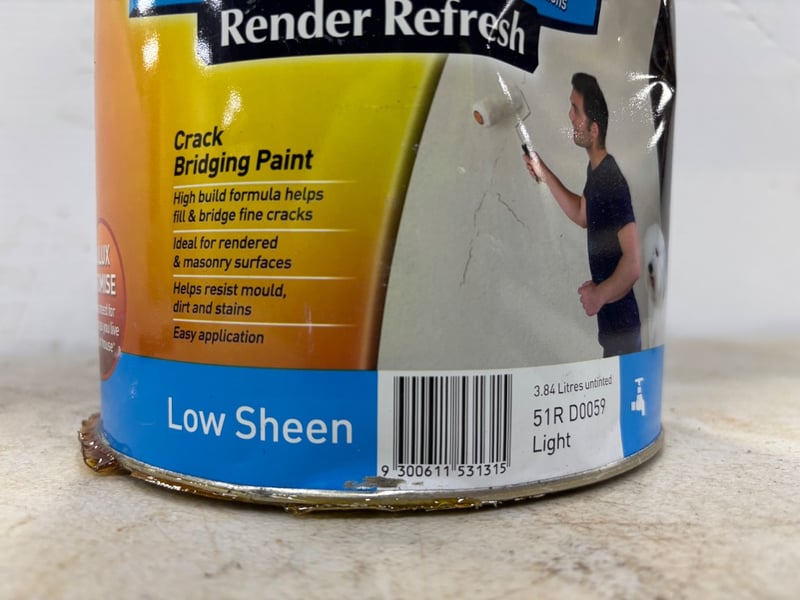 Render Refresh
Crack
Bridging Paint
High build formula helps
fill & bridge fine cracks
Ideal for rendered
& masonry surfaces
Helps resist mould,
dirt and stains
Easy application
Low Sheen
9 300611 531315
3.84 Litres untinted
51R D0059
Light